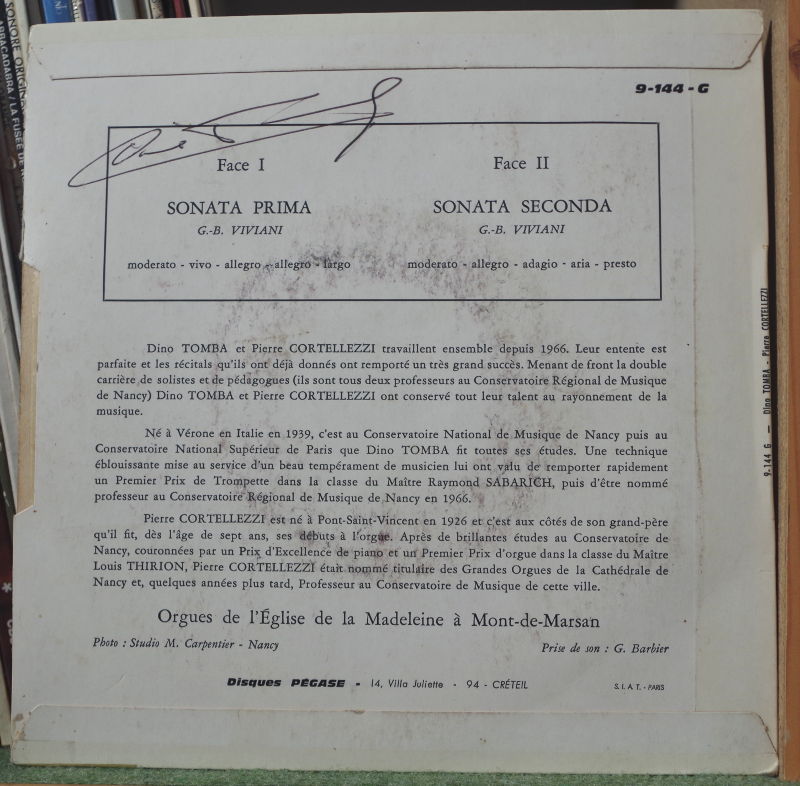 9-144-G
Face I
Face II
SONATA PRIMA
SONATA SECONDA
G.-B. VIVIANI
G.-B. VIVIANI
moderato - vivo - allegro - allegro - largo
moderato - allegro - adagio - aria - presto
Dino TOMBA et Pierre CORTELLEZZI travaillent ensemble depuis 1966. Leur entente est
parfaite et les récitals qu'ils ont déjà donnés ont remporté un très grand succès. Menant de front la double
carrière de solistes et de pédagogues (ils sont tous deux professeurs au Conservatoire Régional de Musique
de Nancy) Dino TOMBA et Pierre CORTELLEZZI ont conservé tout leur talent au rayonnement de la
musique.
Né à Vérone en Italie en 1939, c'est au Conservatoire National de Musique de Nancy puis au
Conservatoire National Supérieur de Paris que Dino TOMBA fit toutes ses études. Une technique
éblouissante mise au service d'un beau tempérament de musicien lui ont valu de remporter rapidement
un Premier Prix de Trompette dans la classe du Maître Raymond SABARICH, puis d'être nommé
professeur au Conservatoire Régional de Musique de Nancy en 1966.
Pierre CORTELLEZZI est né à Pont-Saint-Vincent en 1926 et c'est aux côtés de son grand-père
qu'il fit, dès l'âge de sept ans, ses débuts à l'orgue. Après de brillantes études au Conservatoire de
Nancy, couronnées par un Prix d'Excellence de piano et un Premier Prix d'orgue dans la classe du Maître
Louis THIRION, Pierre CORTELLEZZI était nommé titulaire des Grandes Orgues de la Cathédrale de
Nancy et, quelques années plus tard, Professeur au Conservatoire de Musique de cette ville.
Orgues de l'Église de la Madeleine à Mont-de-Marsan
Photo : Studio M. Carpentier - Nancy
Prise de son : G. Barbier
Disques PÉGASE - 14, Villa Juliette - 94 - CRÉTEIL
S. I. A. T. - PARIS
9-144 G — Dino TOMBA - Pierre CORTELLEZZI
SONORE ORIGINAL
ABRACADABRA / LA FUSÉE DE